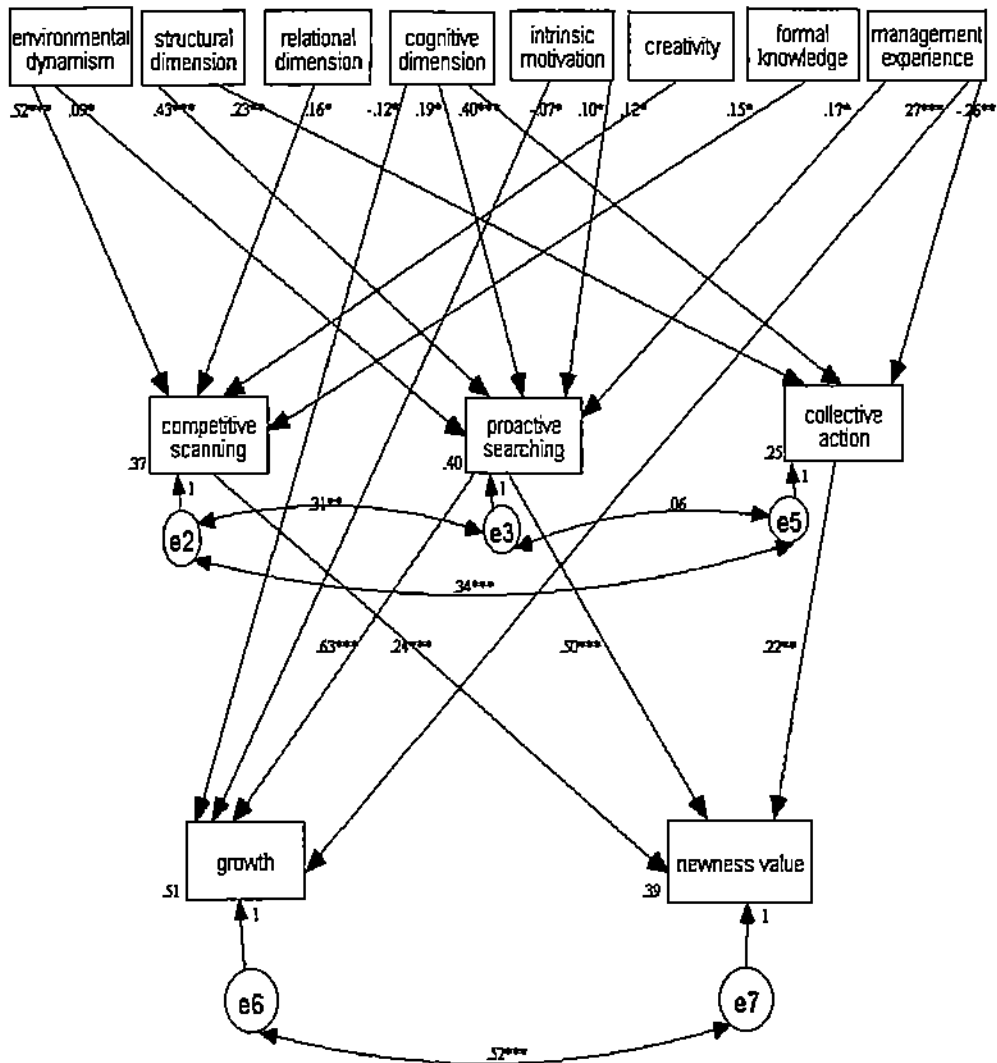 environmental
dynamism
structural
dimension
relational
dimension
cognitive
dimension
intrinsic
motivation
creativity
formal
knowledge
management
experience
.52***
.09*
.43***
.23**
.16*
-.12*
.19*
.40***
-.07*
.10*
.12*
.15*
.17*
.27***
-.26**
competitive
scanning
proactive
searching
collective
action
.37
.40
.25
1
1
1
.31**
.06
e2
e3
e5
.34***
.63***
.24***
.50***
.22**
growth
newness value
.51
.39
1
1
e6
e7
.52***